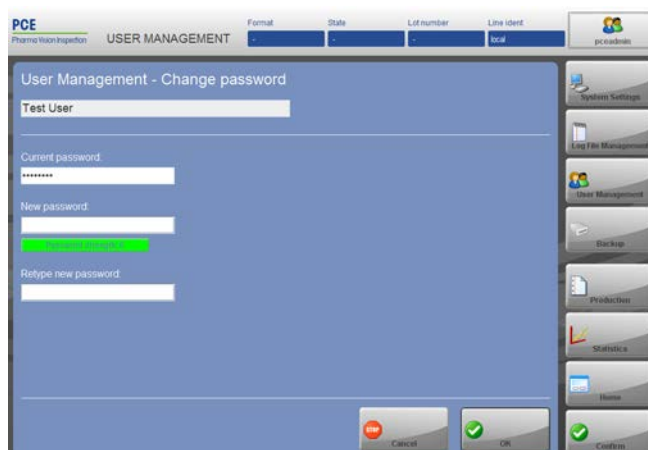 PCE
Pharma Vision Inspection
USER MANAGEMENT
Format
State
Lot number
Line ident
-
-
-
local
pceadmin
User Management - Change password
Test User
Current password:
••••••••
New password:
Retype new password:
System Settings
Log File Management
User Management
Backup
Production
Statistics
Home
Confirm
STOP
Cancel
OK